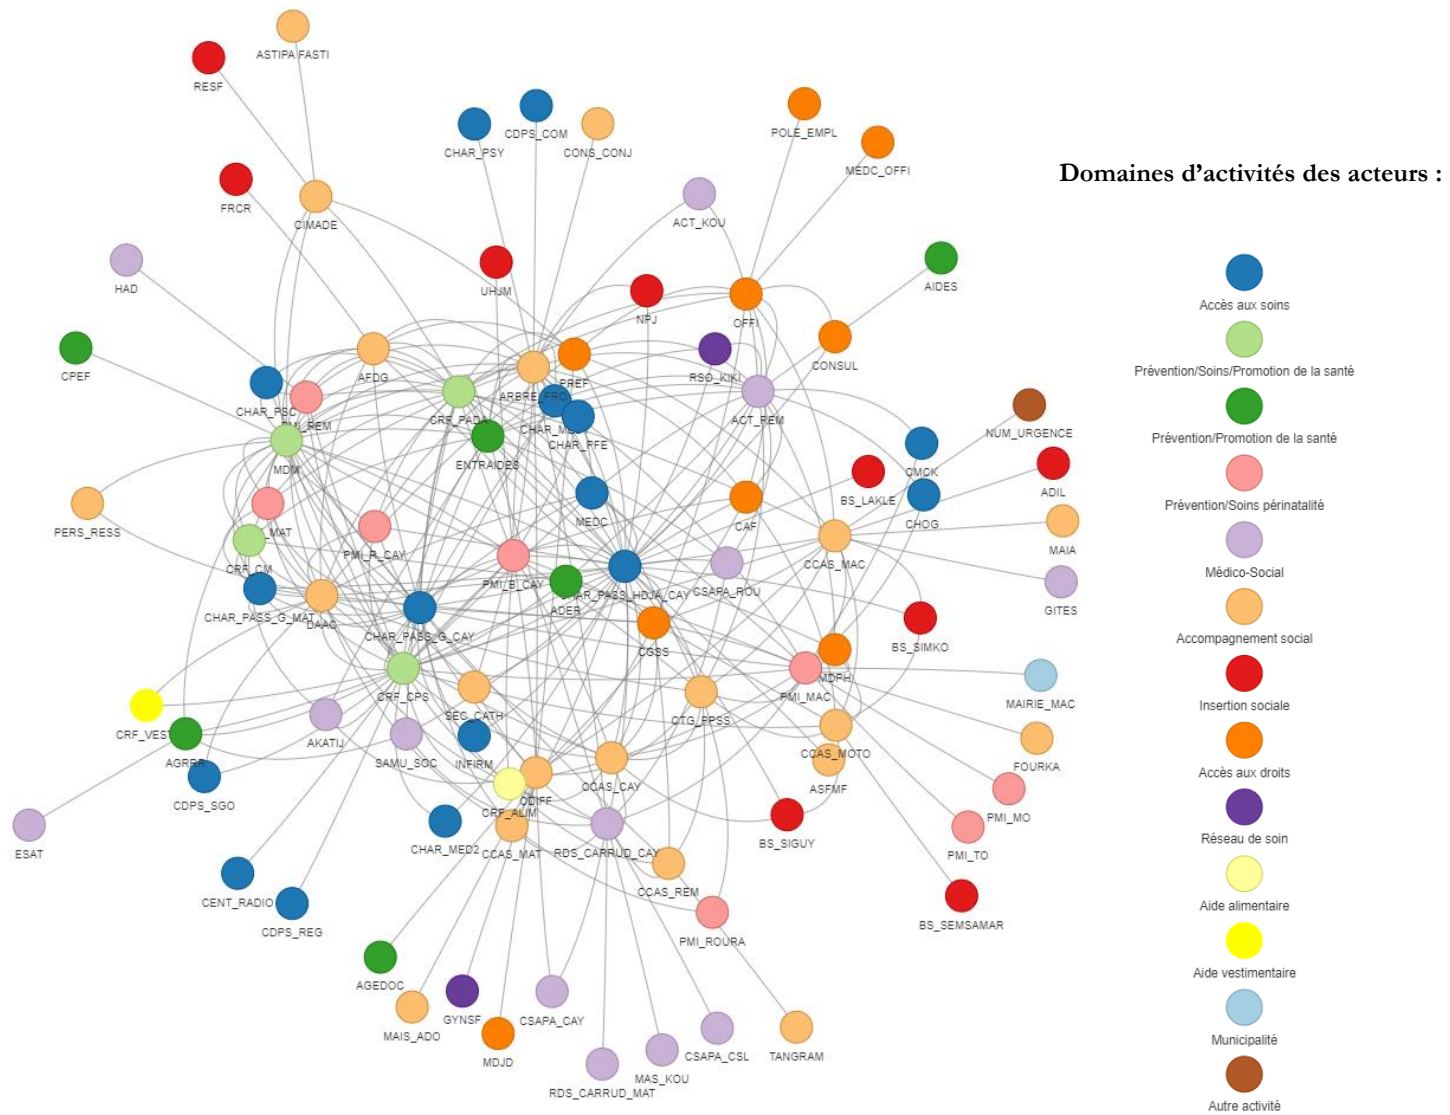 ASTIPA FASTI
RESF
CDPS_COM
CHAR_PSY
CONS_CONJ
POLE_EMPL
MEDC_OFFI
Domaines d'activités des acteurs :
FRCR
CIMADE
ACT_KOU
HAD
UHJM
NPJ
OFFI
AIDES
Accès aux soins
CPEF
AFDG
PREF
RSO_KIKI
CONSUL
Prévention/Soins/Promotion de la santé
CHAR_PSC
ARBRE_FRO
CRF_PADA
ACT_REM
CHAR_PFE
NUM_URGENCE
Prévention/Promotion de la santé
MDM
ENTRAIDES
CMCK
BS_LAKLE
ADIL
Prévention/Soins périnatalité
PERS_RESS
_MAT
MEDC
CAF
CHOG
MAIA
PMI_R_CAY
CRF_CM
PMI_B_CAY
CCAS_MAC
Médico-Social
CHAR_PASS_HDJA_CAY
CSAPA_ROU
GITES
CHAR_PASS_G_MAT
DAAC
ADER
CHAR_PASS_G_CAY
CGSS
BS_SIMKO
Accompagnement social
MDPH
CRF_CPS
PMI_MAC
MAIRIE_MAC
Insertion sociale
SEC_CATH
CTG_PPSS
CRF_VEST
AKATIJ
AGRRR
SAMU_SOC
INFIRM
CCAS_MOTO
FOURKA
Accès aux droits
CDPS_SGO
CDIFF
CCAS_CAY
ASFMF
CRF_ALIM
PMI_MO
ESAT
CHAR_MED2
CCAS_MAT
RDS_CARRUD_CAY
BS_SIGUY
PMI_TO
Réseau de soin
CENT_RADIO
CCAS_REM
CDPS_REG
PMI_ROURA
BS_SEMSAMAR
Aide alimentaire
AGEDOC
MAIS_ADO
GYNSF
CSAPA_CAY
MDJD
CSAPA_CSL
TANGRAM
Aide vestimentaire
RDS_CARRUD_MAT
MAS_KOU
Municipalité
Autre activité